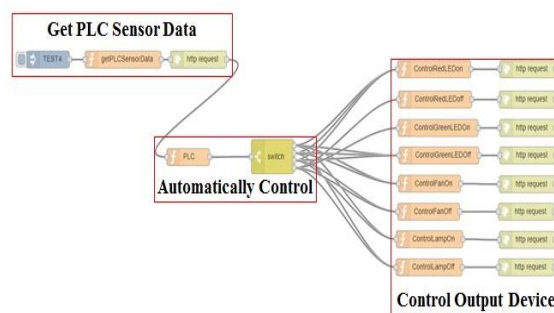 Get PLC Sensor Data
TEST4
getPLCSensorData
http request
PLC
switch
Automatically Control
ControlRedLEDon
http request
ControlRedLEDoff
http request
ControlGreenLEDOn
http request
ControlGreenLEDOff
http request
ControlFanOn
http request
ControlFanOff
http request
ControlLampOn
http request
ControlLampOff
http request
Control Output Device